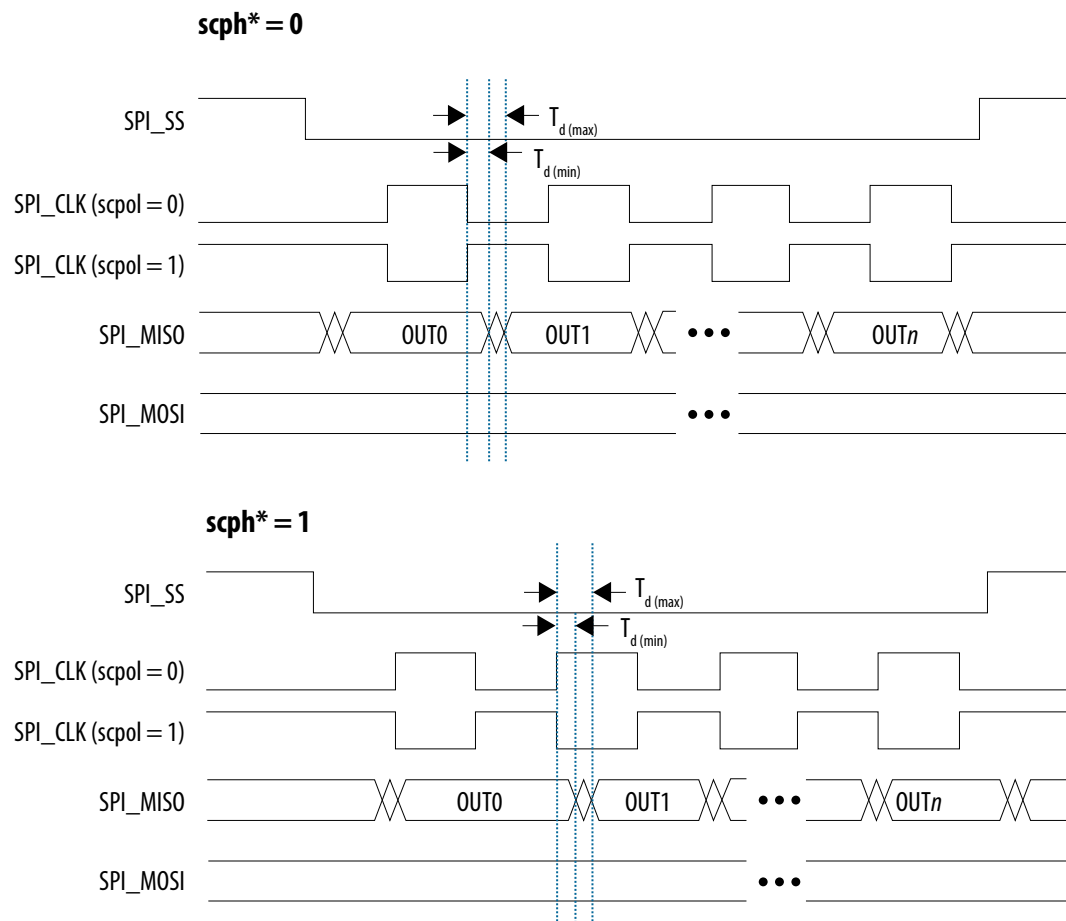 scph* = 0
SPI_SS
T d (max)
T d (min)
SPI_CLK (scpol = 0)
SPI_CLK (scpol = 1)
SPI_MISO OUT0 OUT1 ••• OUTn
SPI_MOSI •••
scph* = 1
SPI_SS
T d (max)
T d (min)
SPI_CLK (scpol = 0)
SPI_CLK (scpol = 1)
SPI_MISO OUT0 OUT1 ••• OUTn
SPI_MOSI •••